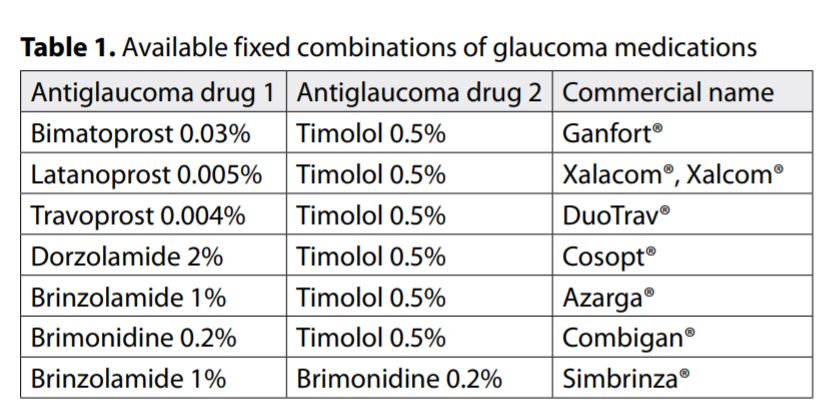 Table 1. Available fixed combinations of glaucoma medications
Antiglaucoma drug 1 Antiglaucoma drug 2 Commercial name
Bimatoprost 0.03% Timolol 0.5% Ganfort®
Latanoprost 0.005% Timolol 0.5% Xalacom®, Xalcom®
Travoprost 0.004% Timolol 0.5% DuoTrav®
Dorzolamide 2% Timolol 0.5% Cosopt®
Brinzolamide 1% Timolol 0.5% Azarga®
Brimonidine 0.2% Timolol 0.5% Combigan®
Brinzolamide 1% Brimonidine 0.2% Simbrinza®